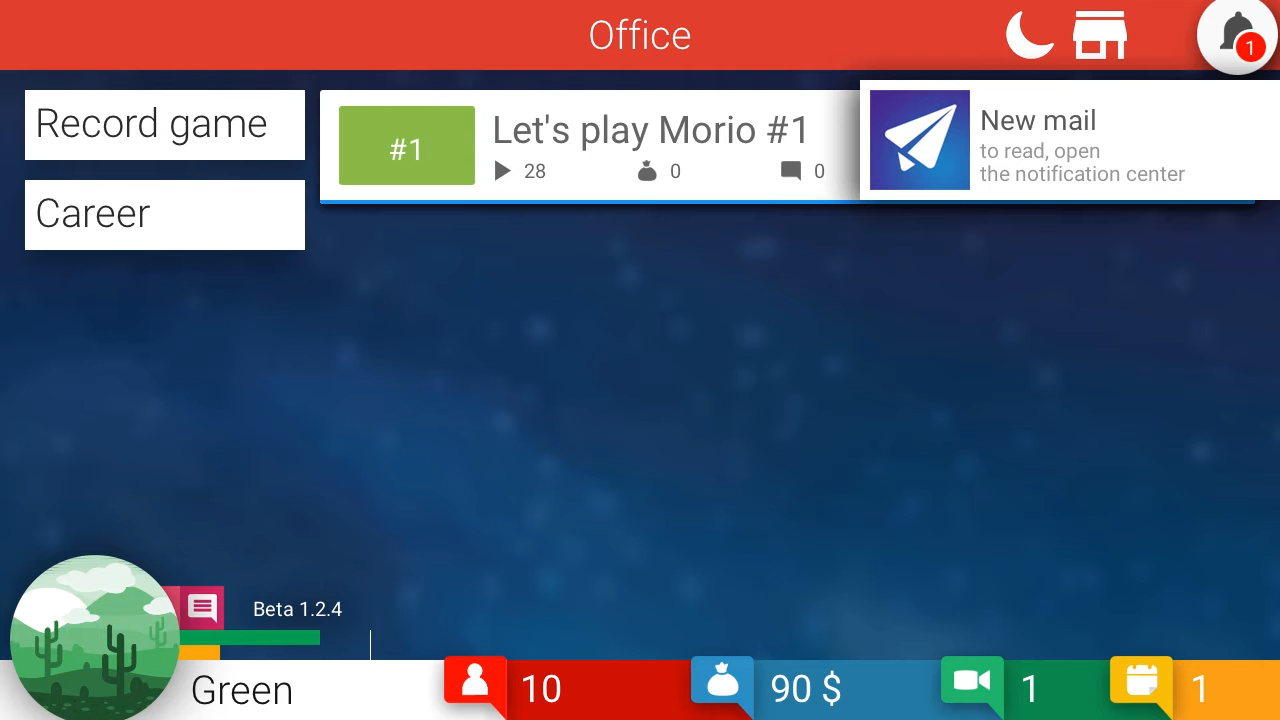 Office
1
Record game
#1
Let's play Morio #1
28
0
0
New mail
to read, open
the notification center
Career
Beta 1.2.4
Green
10
90 $
1
1